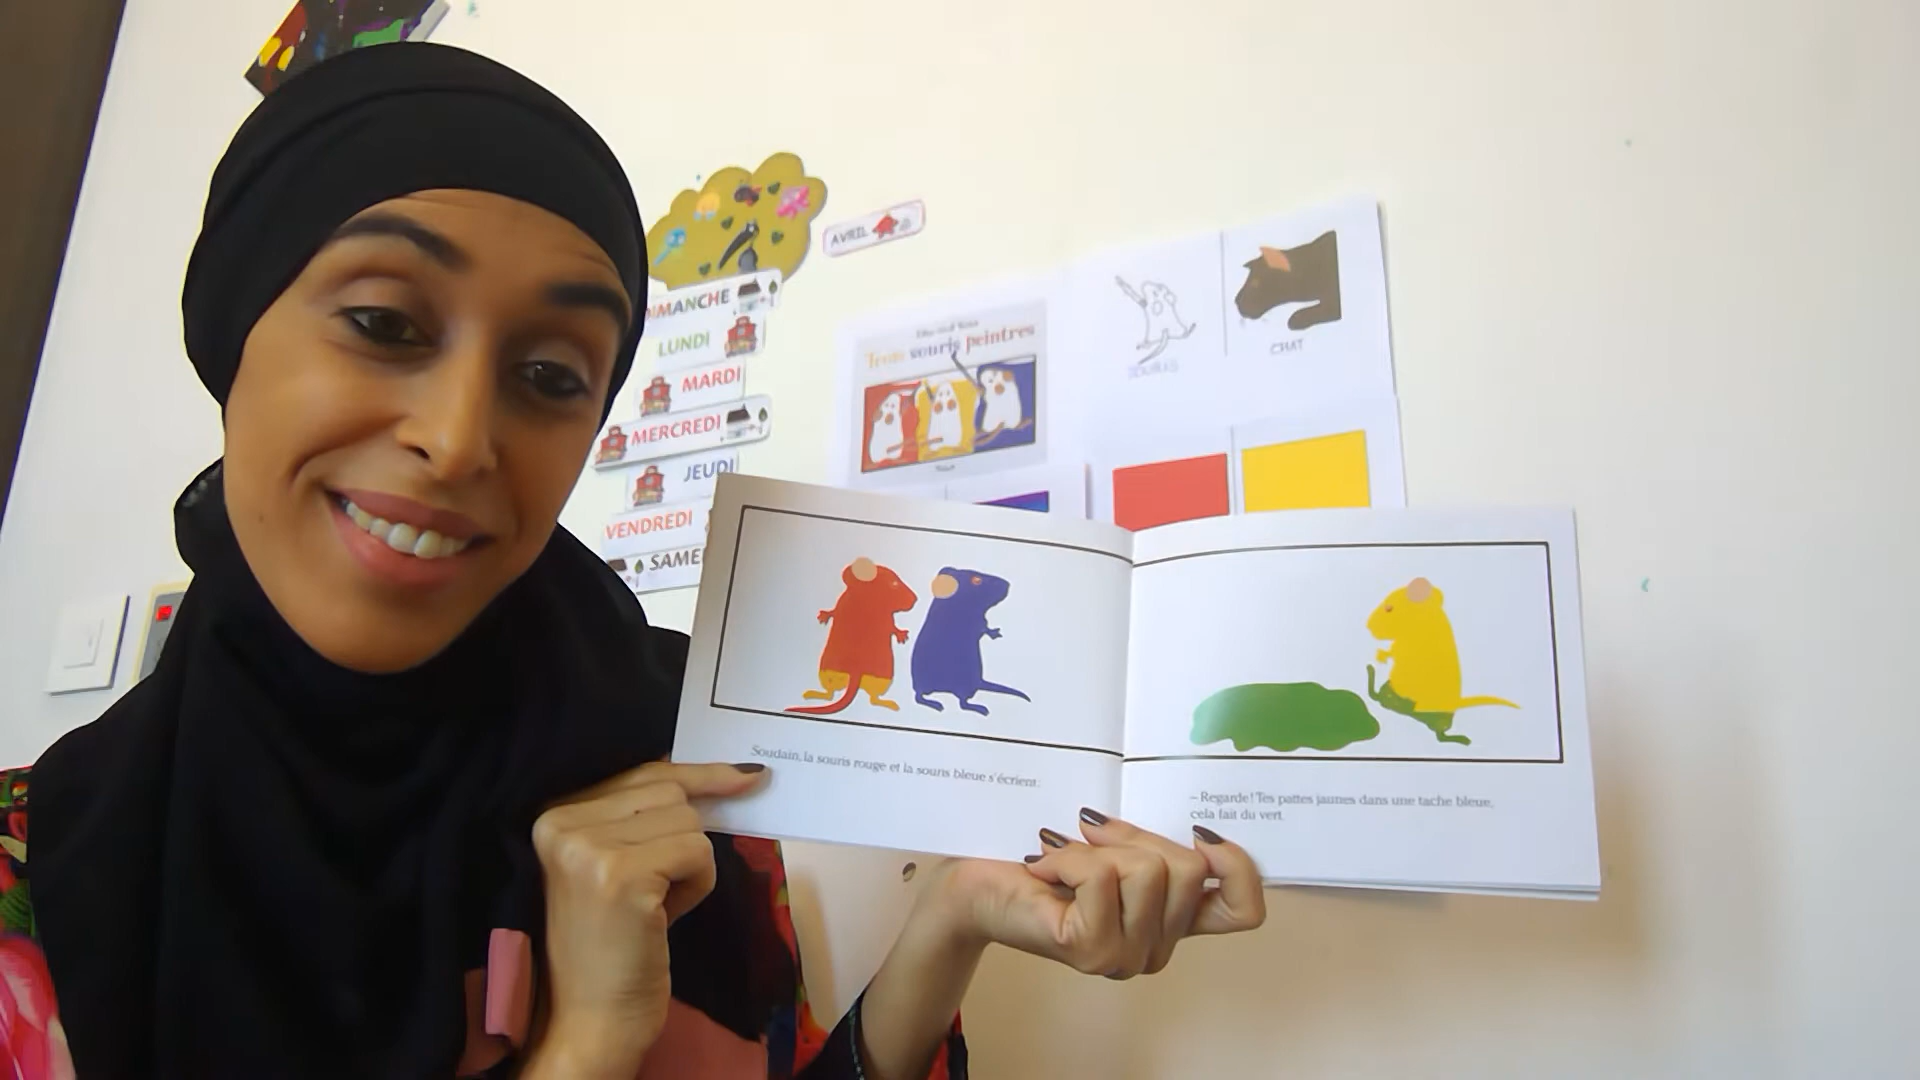 AVRIL
DIMANCHE
LUNDI
MARDI
MERCREDI
JEUDI
VENDREDI
SAME
Trois souris peintres
SOURIS
CHAT
Soudain, la souris rouge et la souris bleue s'écrient:
– Regarde! Tes pattes jaunes dans une tache bleue,
cela fait du vert.